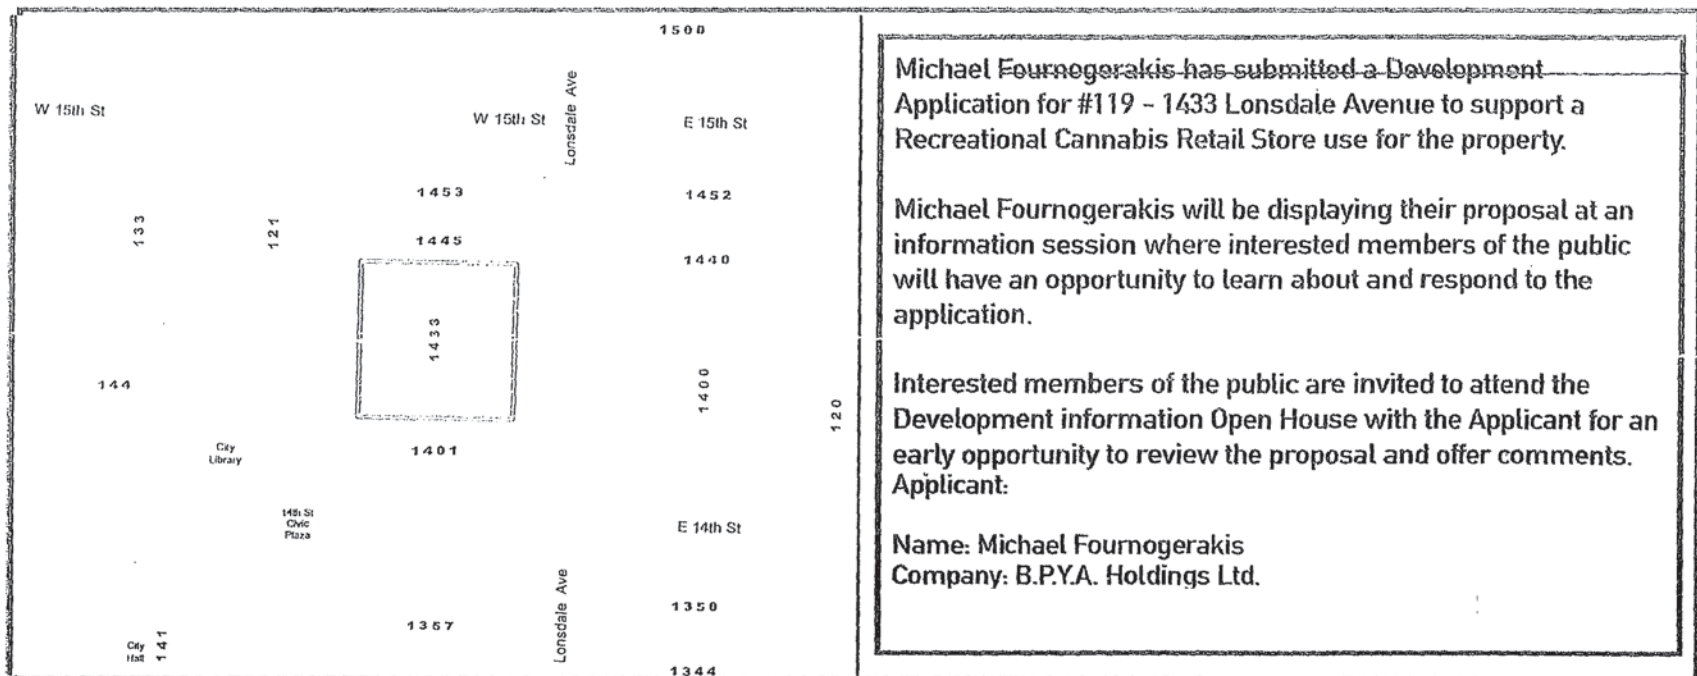 1500
W 15th St
W 15th St
Lonsdale Ave
E 15th St
1453
1452
133
121
1445
1440
1433
144
1400
120
City
Library
1401
14th St
Civic
Plaza
E 14th St
Lonsdale Ave
1350
1357
City
Hall
141
1344
Michael Fournogerakis has submitted a Development
Application for #119 - 1433 Lonsdale Avenue to support a
Recreational Cannabis Retail Store use for the property.
Michael Fournogerakis will be displaying their proposal at an
information session where interested members of the public
will have an opportunity to learn about and respond to the
application.
Interested members of the public are invited to attend the
Development information Open House with the Applicant for an
early opportunity to review the proposal and offer comments.
Applicant:
Name: Michael Fournogerakis
Company: B.P.Y.A. Holdings Ltd.